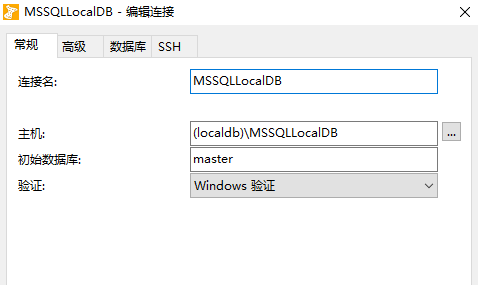 MSSQLLocalDB - 编辑连接
常规 高级 数据库 SSH
连接名: MSSQLLocalDB
主机: (localdb)\MSSQLLocalDB ...
初始数据库: master
验证: Windows 验证